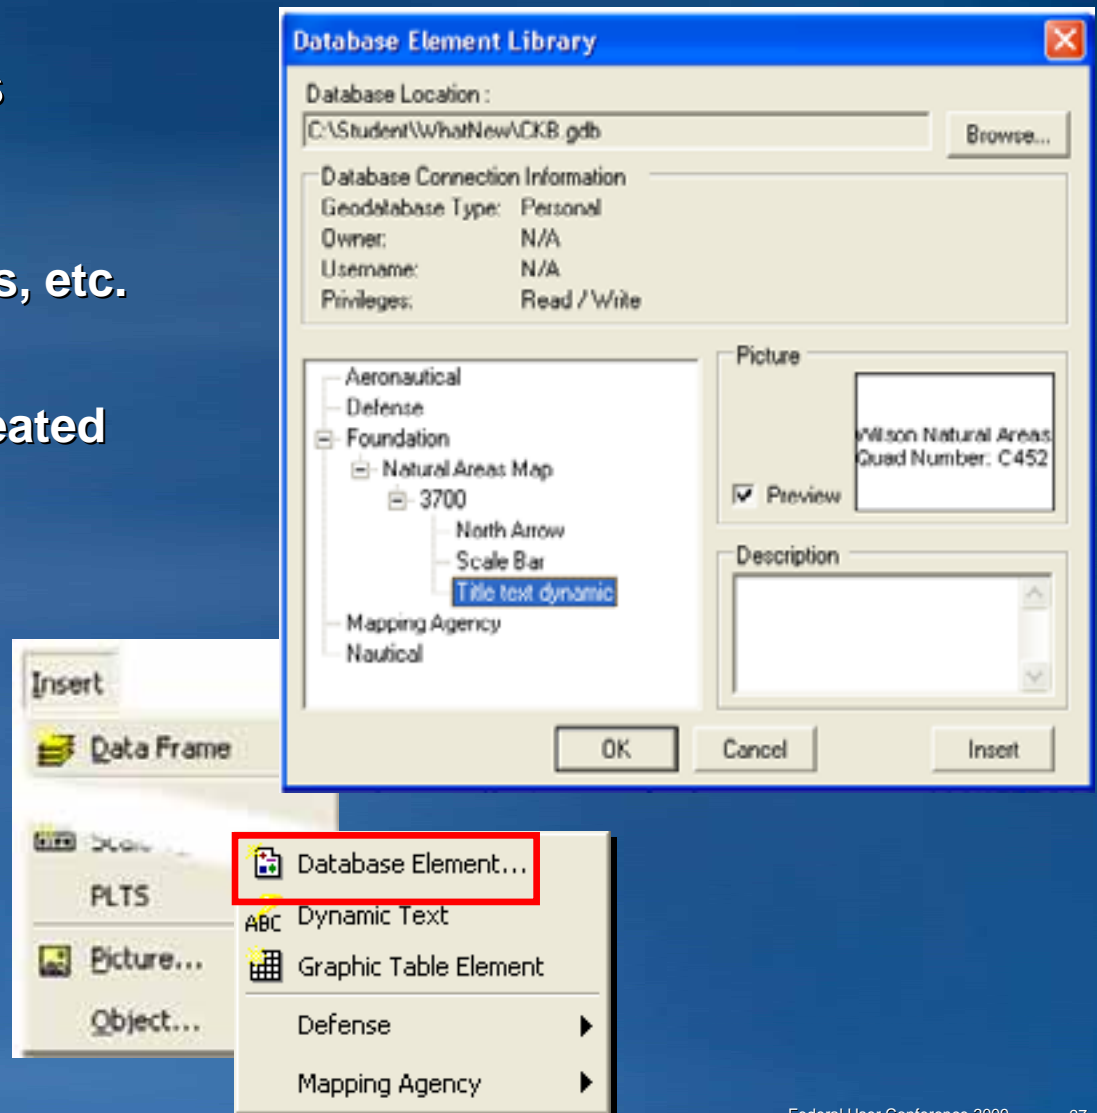 Database Element Library
s
Database Location :
C:\Student\WhatNew\CKB.gdb
Browse...
Database Connection Information
Geodatabase Type: Personal
Owner: N/A
Username: N/A
Privileges: Read / Write
s, etc.
eated
Aeronautical
Defense
Foundation
Natural Areas Map
3700
North Arrow
Scale Bar
Title text dynamic
Mapping Agency
Nautical
Picture
Wilson Natural Areas
Quad Number: C452
Preview
Description
OK
Cancel
Insert
Insert
Data Frame
PLTS
Picture...
Object...
Database Element...
ABC Dynamic Text
Graphic Table Element
Defense
Mapping Agency